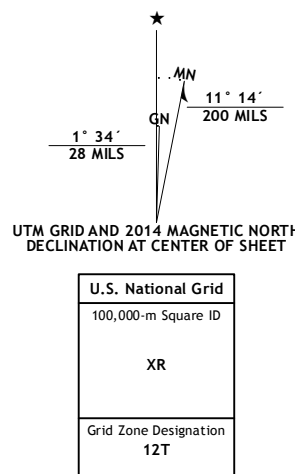 MN
GN
11° 14´
200 MILS
1° 34´
28 MILS
UTM GRID AND 2014 MAGNETIC NORTH
DECLINATION AT CENTER OF SHEET
U.S. National Grid
100,000-m Square ID
XR
Grid Zone Designation
12T